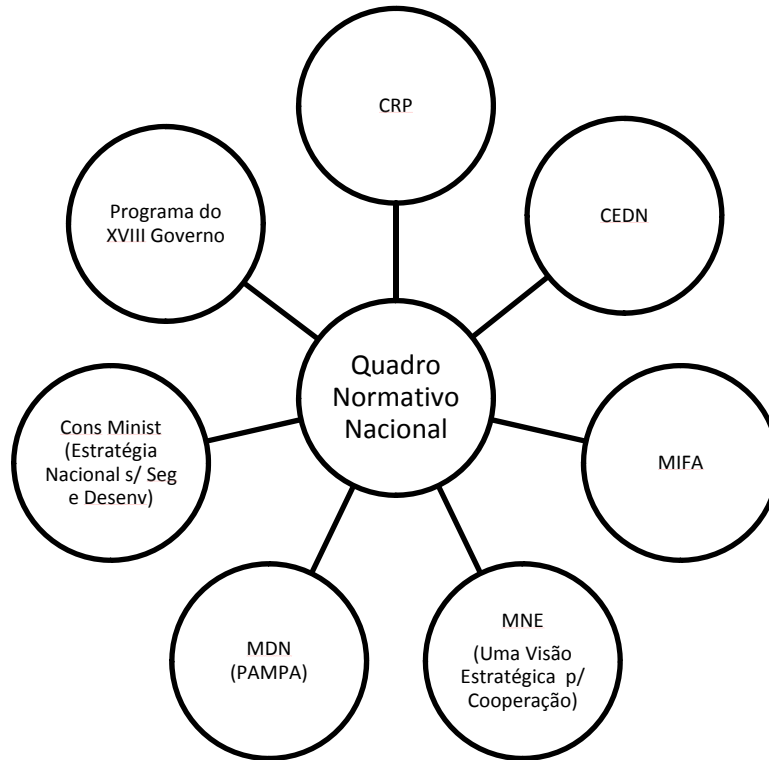 CRP
Programa do
XVIII Governo
CEDN
Quadro
Normativo
Nacional
Cons Minist
(Estratégia
Nacional s/ Seg
e Desenv)
MIFA
MDN
(PAMPA)
MNE
(Uma Visão
Estratégica p/
Cooperação)